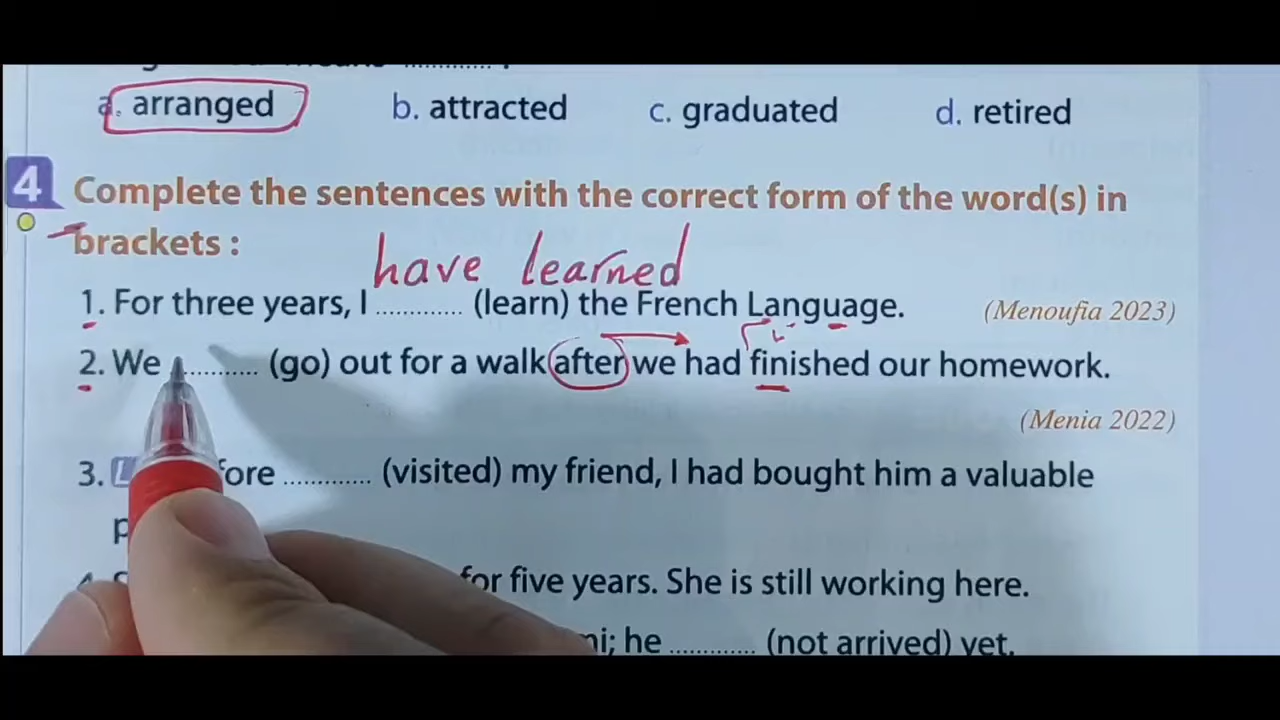 a. arranged b. attracted c. graduated d. retired
4 Complete the sentences with the correct form of the word(s) in
brackets :
have learned
1. For three years, I ............. (learn) the French Language. (Menoufia 2023)
2. We ............. (go) out for a walk after we had finished our homework.
(Menia 2022)
3. ............. (visited) my friend, I had bought him a valuable
for five years. She is still working here.
he ............. (not arrived) yet.